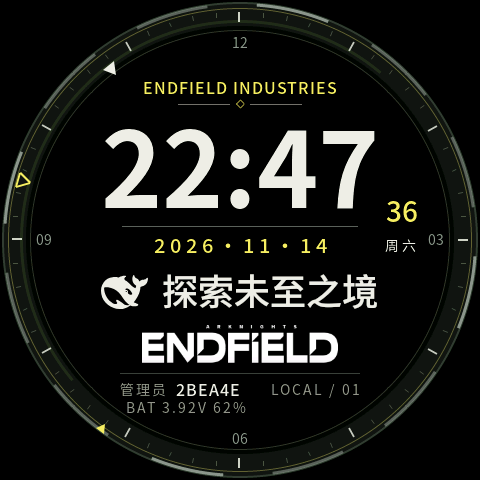 12
ENDFIELD INDUSTRIES
22:47
36
2026·11·14
周六
09
03
探索未至之境
ARKNIGHTS
ENDFIELD
管理员 2BEA4E LOCAL / 01
BAT 3.92V 62%
06